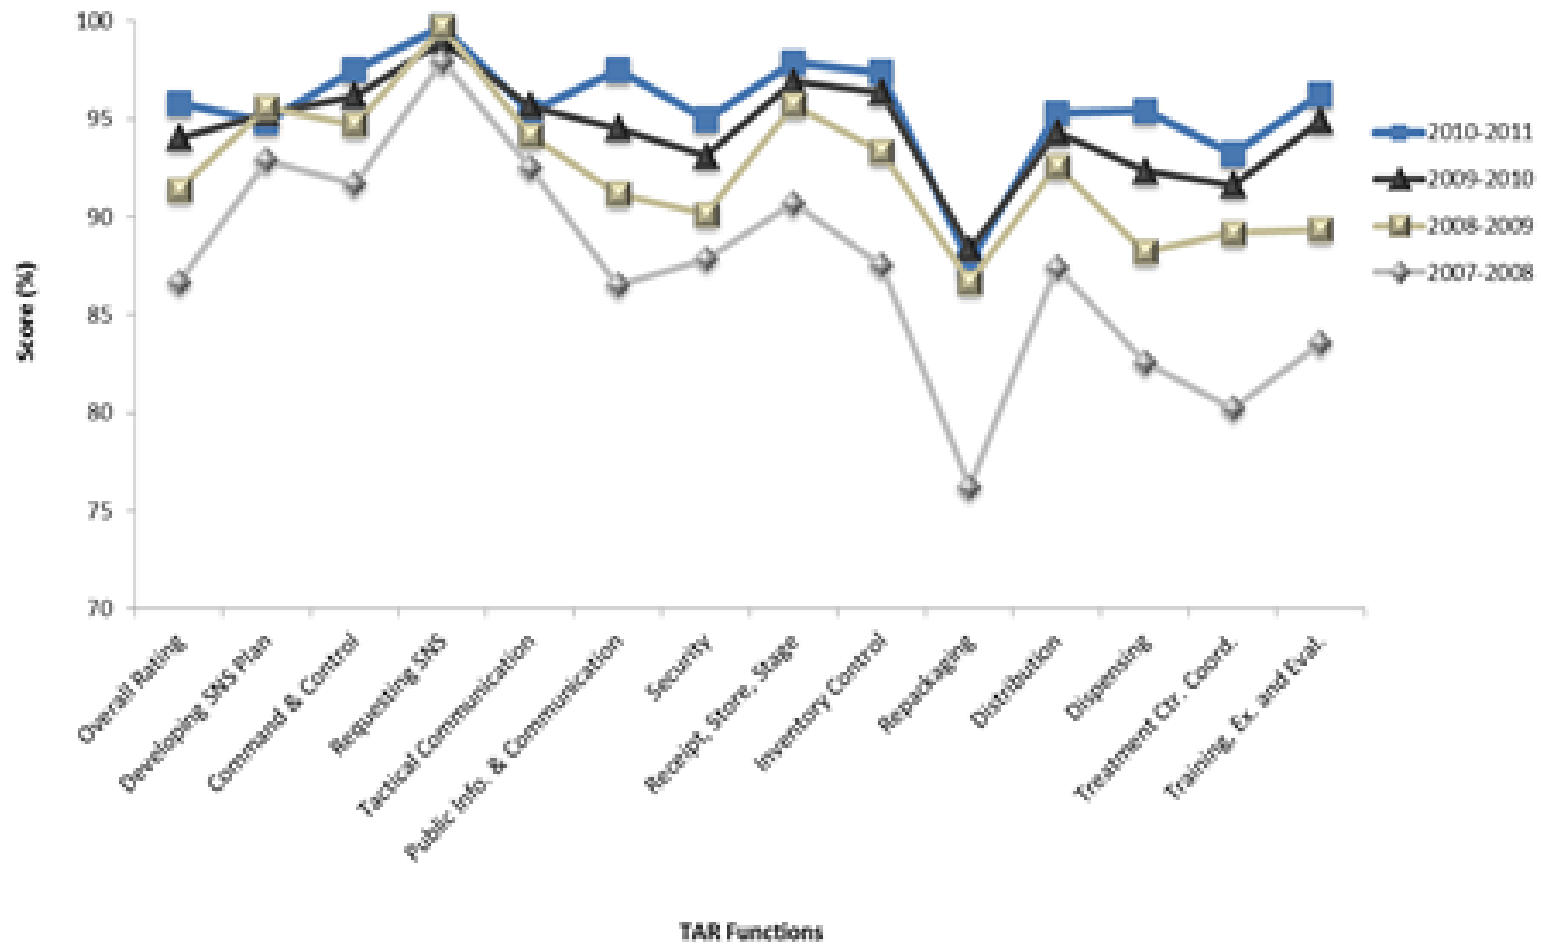 100
95
90
85
80
75
70
Score (%)
2010-2011
2009-2010
2008-2009
2007-2008
Overall Rating
Developing SNS Plan
Command & Control
Requesting SNS
Tactical Communication
Public Info. & Communication
Security
Receipt, Store, Stage
Inventory Control
Repackaging
Distribution
Dispensing
Treatment Ctr. Coord.
Training, Ex. and Eval.
TAR Functions